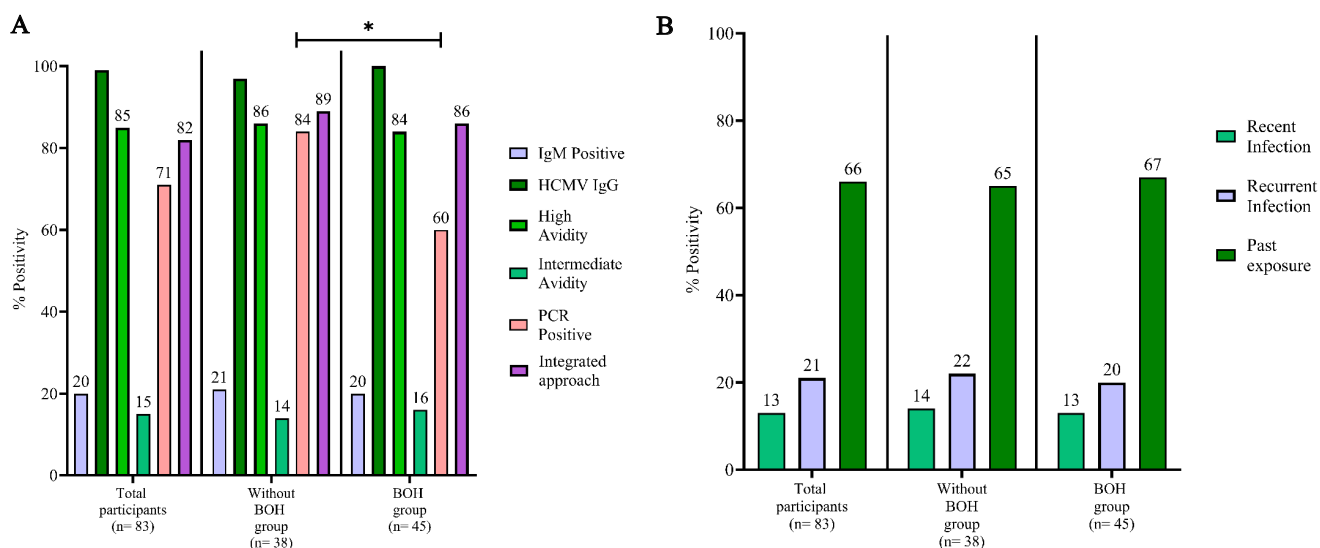 A
*
% Positivity
100
80
60
40
20
0
20
85
15
71
82
21
86
14
84
89
20
84
16
60
86
Total
participants
(n= 83)
Without
BOH
group
(n= 38)
BOH
group
(n= 45)
IgM Positive
HCMV IgG
High
Avidity
Intermediate
Avidity
PCR
Positive
Integrated
approach
B
% Positivity
100
80
60
40
20
0
13
21
66
14
22
65
13
20
67
Total
participants
(n= 83)
Without
BOH
group
(n= 38)
BOH
group
(n= 45)
Recent
Infection
Recurrent
Infection
Past
exposure